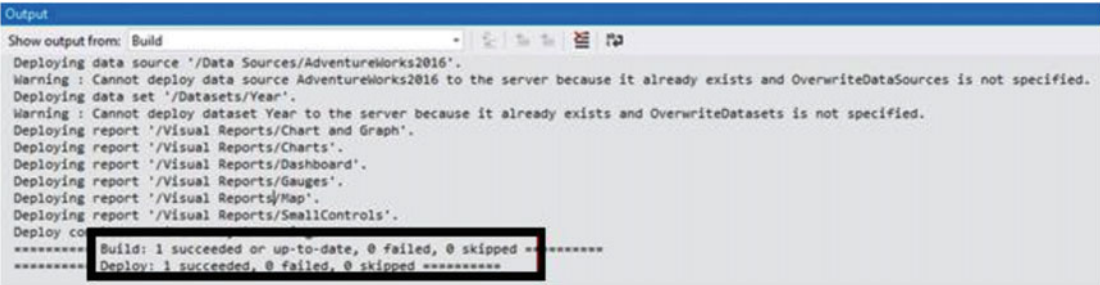 Output
Show output from: Build
Deploying data source '/Data Sources/AdventureWorks2016'.
Warning : Cannot deploy data source AdventureWorks2016 to the server because it already exists and OverwriteDataSources is not specified.
Deploying data set '/Datasets/Year'.
Warning : Cannot deploy dataset Year to the server because it already exists and OverwriteDatasets is not specified.
Deploying report '/Visual Reports/Chart and Graph'.
Deploying report '/Visual Reports/Charts'.
Deploying report '/Visual Reports/Dashboard'.
Deploying report '/Visual Reports/Gauges'.
Deploying report '/Visual Reports/Map'.
Deploying report '/Visual Reports/SmallControls'.
Deploy
========== Build: 1 succeeded or up-to-date, 0 failed, 0 skipped ==========
========== Deploy: 1 succeeded, 0 failed, 0 skipped ==========